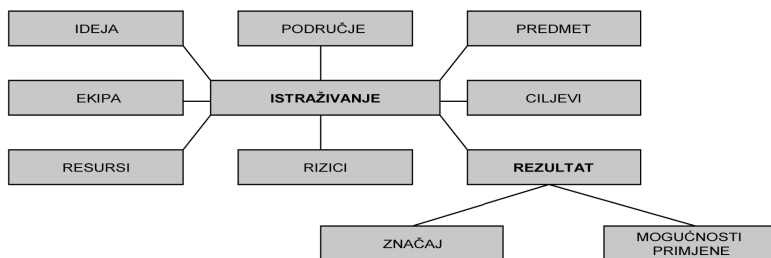 IDEJA
PODRUČJE
PREDMET
EKIPA
ISTRAŽIVANJE
CILJEVI
RESURSI
RIZICI
REZULTAT
ZNAČAJ
MOGUĆNOSTI
PRIMJENE